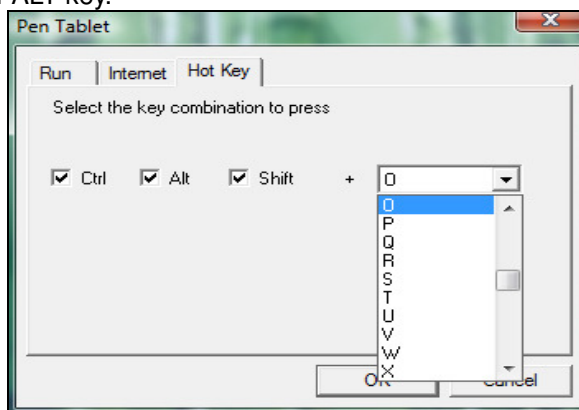 ALT key.
Pen Tablet
Run Internet Hot Key
Select the key combination to press
Ctrl Alt Shift + O
O
P
Q
R
S
T
U
V
W
X
OK Cancel